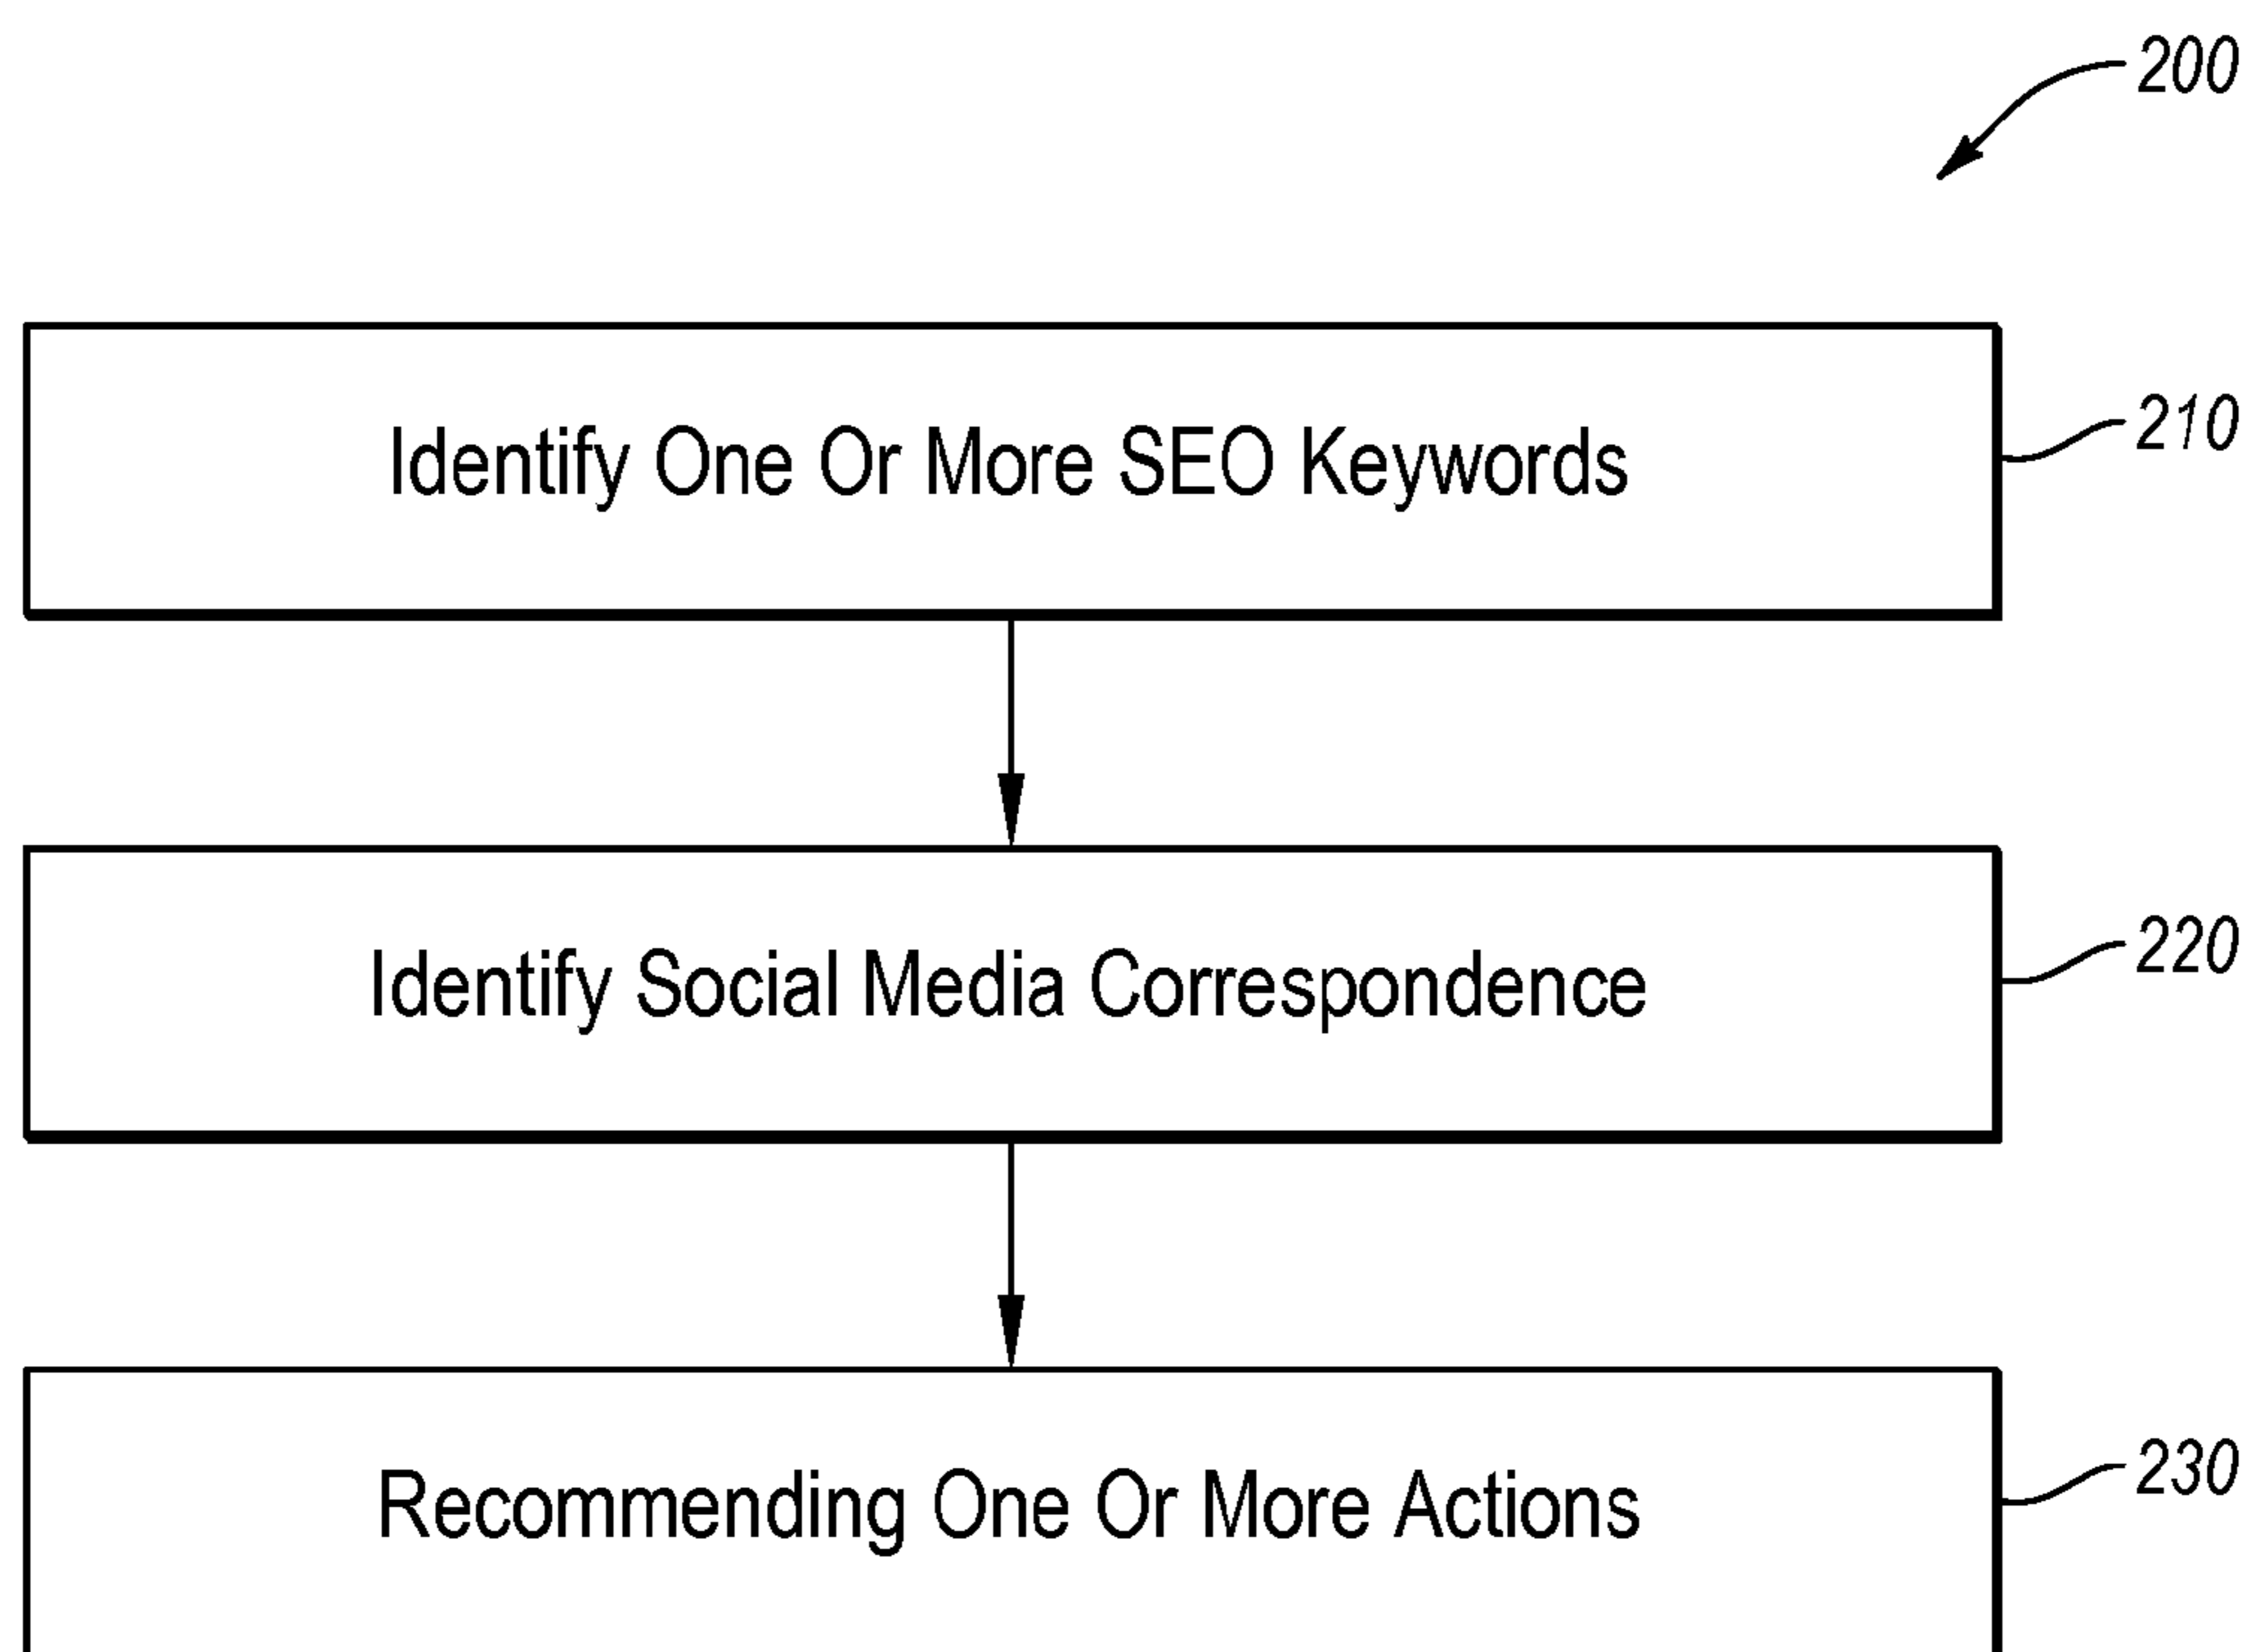 200
Identify One Or More SEO Keywords
210
Identify Social Media Correspondence
220
Recommending One Or More Actions
230